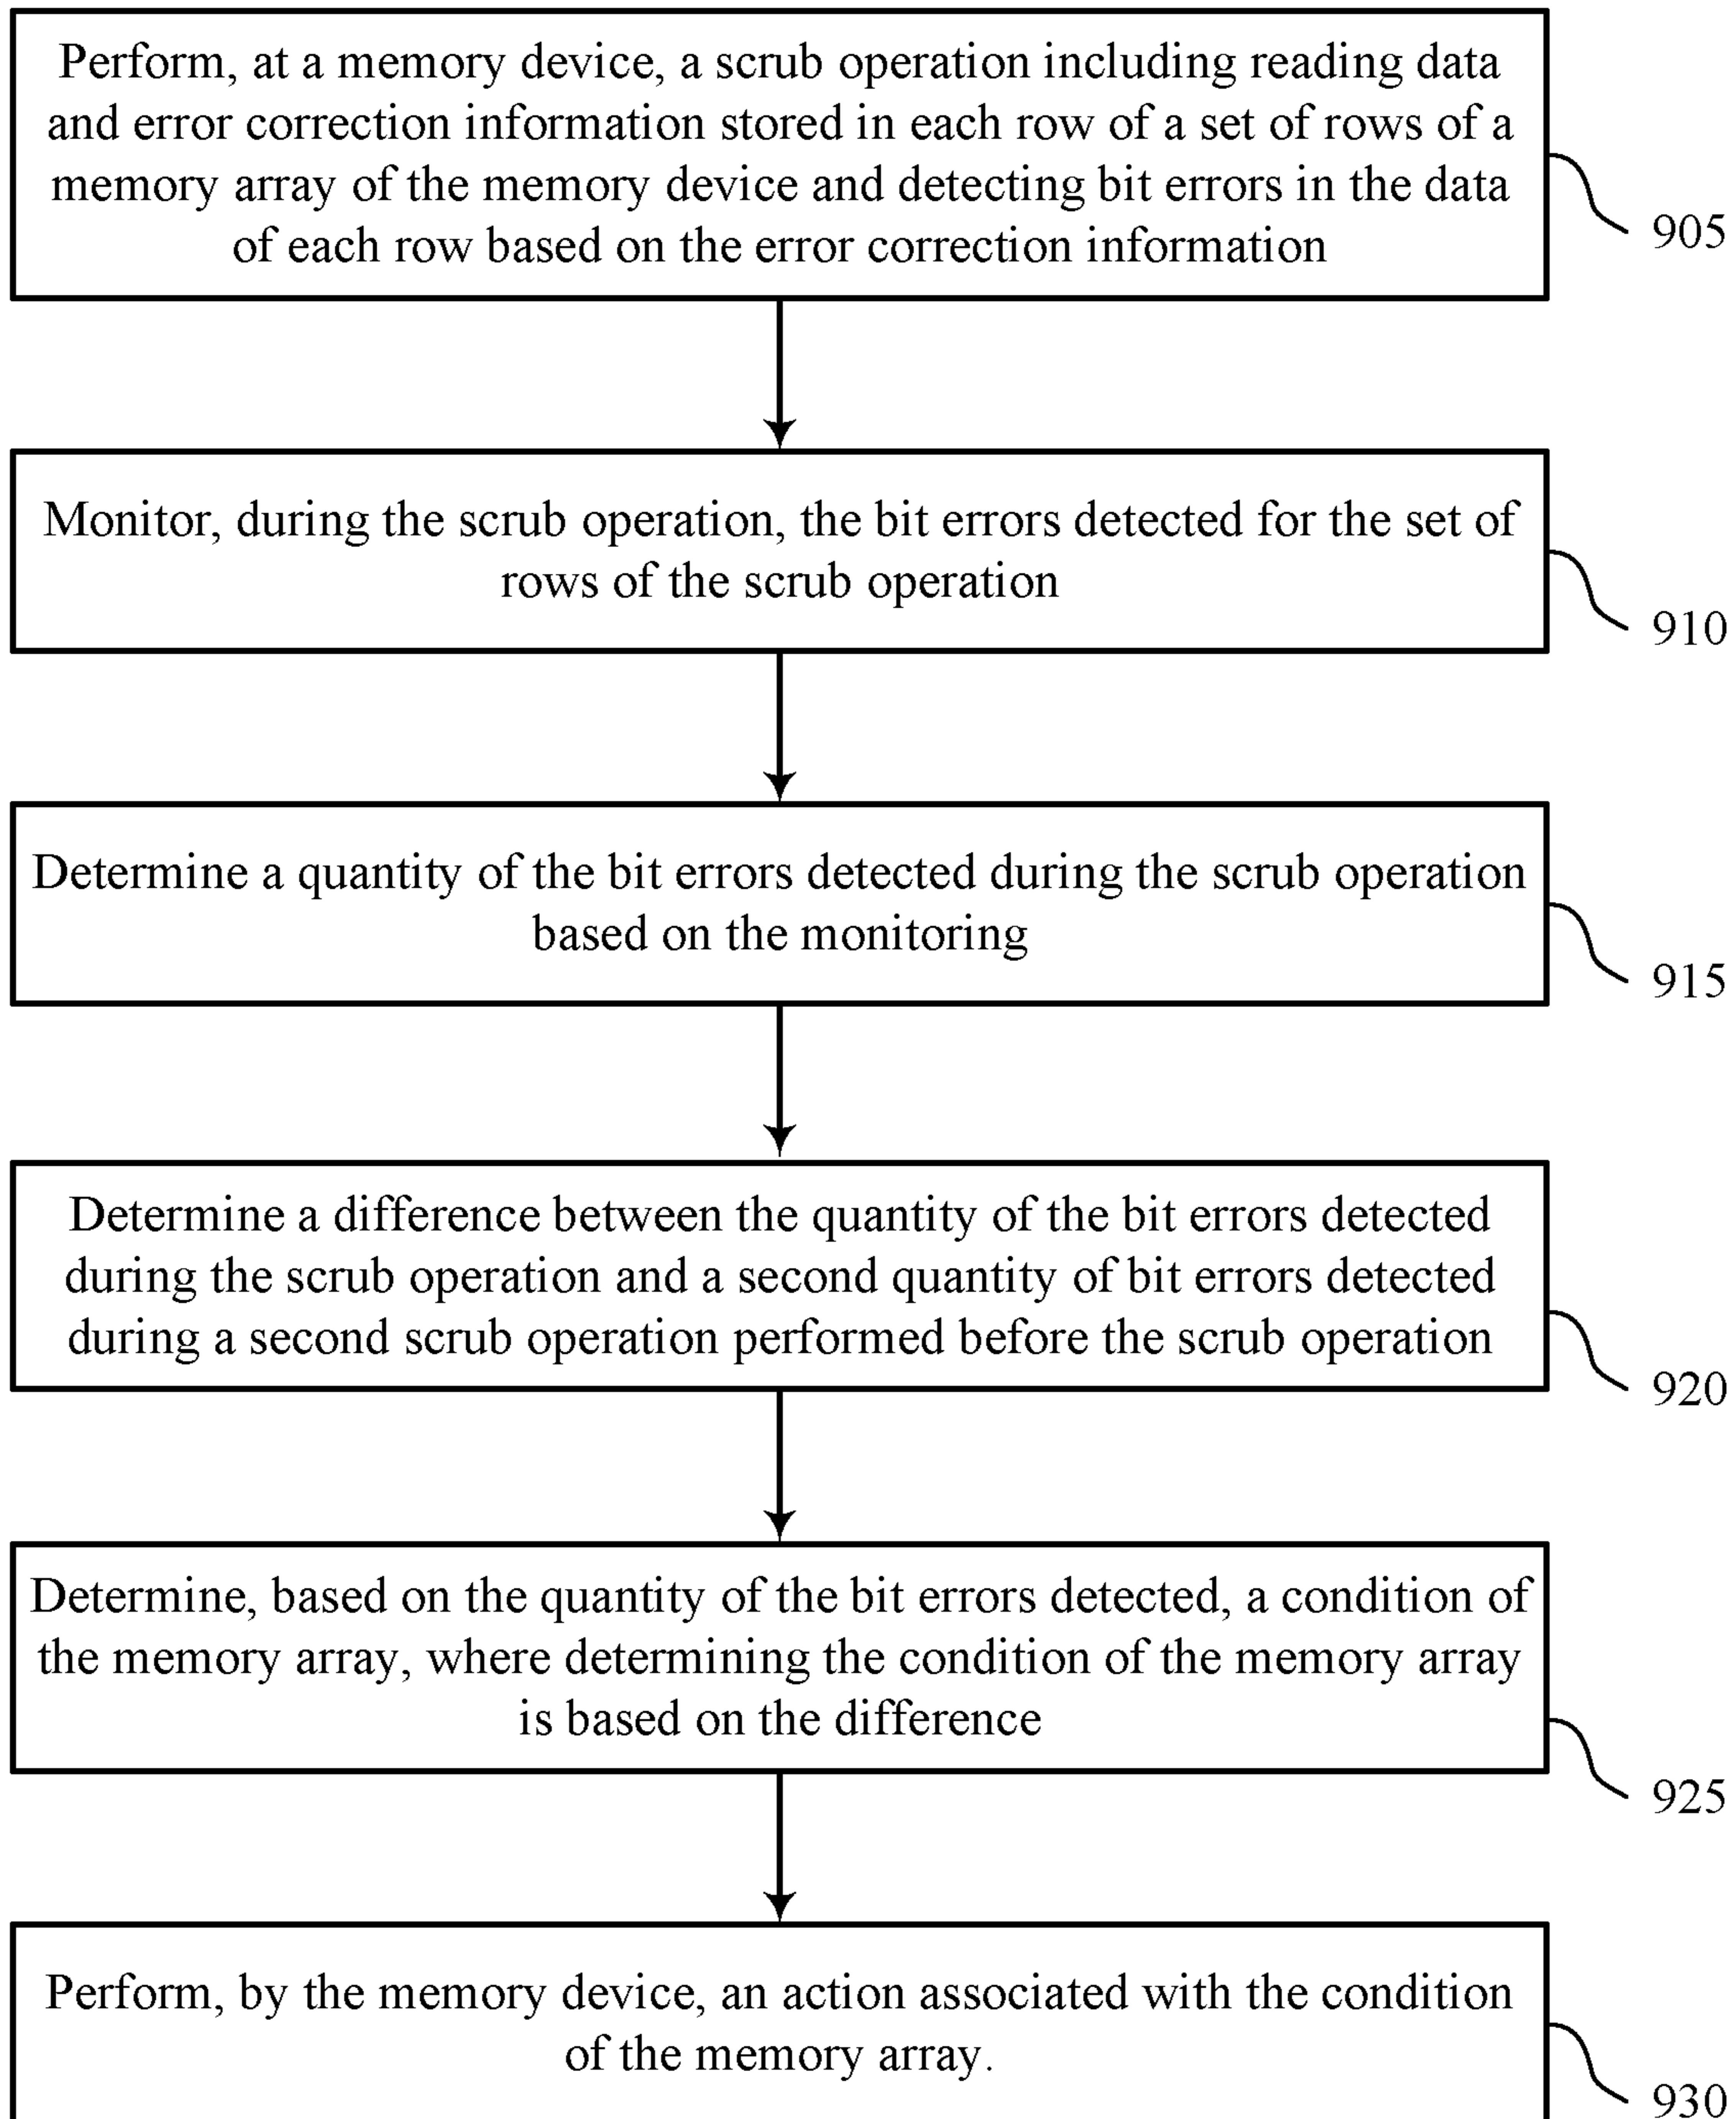 Perform, at a memory device, a scrub operation including reading data
and error correction information stored in each row of a set of rows of a
memory array of the memory device and detecting bit errors in the data
of each row based on the error correction information
905
Monitor, during the scrub operation, the bit errors detected for the set of
rows of the scrub operation
910
Determine a quantity of the bit errors detected during the scrub operation
based on the monitoring
915
Determine a difference between the quantity of the bit errors detected
during the scrub operation and a second quantity of bit errors detected
during a second scrub operation performed before the scrub operation
920
Determine, based on the quantity of the bit errors detected, a condition of
the memory array, where determining the condition of the memory array
is based on the difference
925
Perform, by the memory device, an action associated with the condition
of the memory array.
930